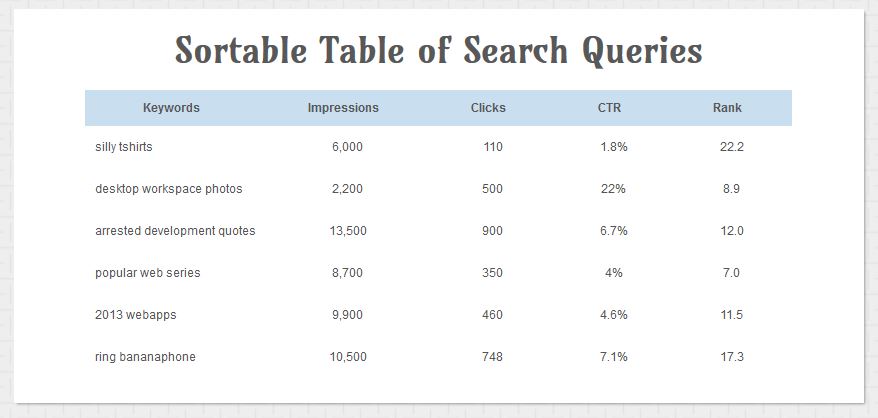 Sortable Table of Search Queries
Keywords Impressions Clicks CTR Rank
silly tshirts 6,000 110 1.8% 22.2
desktop workspace photos 2,200 500 22% 8.9
arrested development quotes 13,500 900 6.7% 12.0
popular web series 8,700 350 4% 7.0
2013 webapps 9,900 460 4.6% 11.5
ring bananaphone 10,500 748 7.1% 17.3